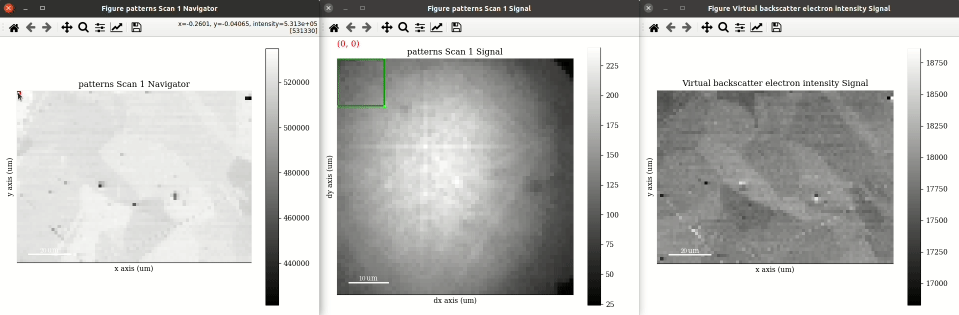 Figure patterns Scan 1 Navigator
x=-0.2601, y=-0.04065, intensity=5.313e+05
[531330]
patterns Scan 1 Navigator
y axis (um)
x axis (um)
520000
500000
480000
460000
440000
Figure patterns Scan 1 Signal
(0, 0)
patterns Scan 1 Signal
dy axis (um)
10 um
dx axis (um)
225
200
175
150
125
100
75
50
25
Figure Virtual backscatter electron intensity Signal
Virtual backscatter electron intensity Signal
y axis (um)
20 um
x axis (um)
18750
18500
18250
18000
17750
17500
17250
17000